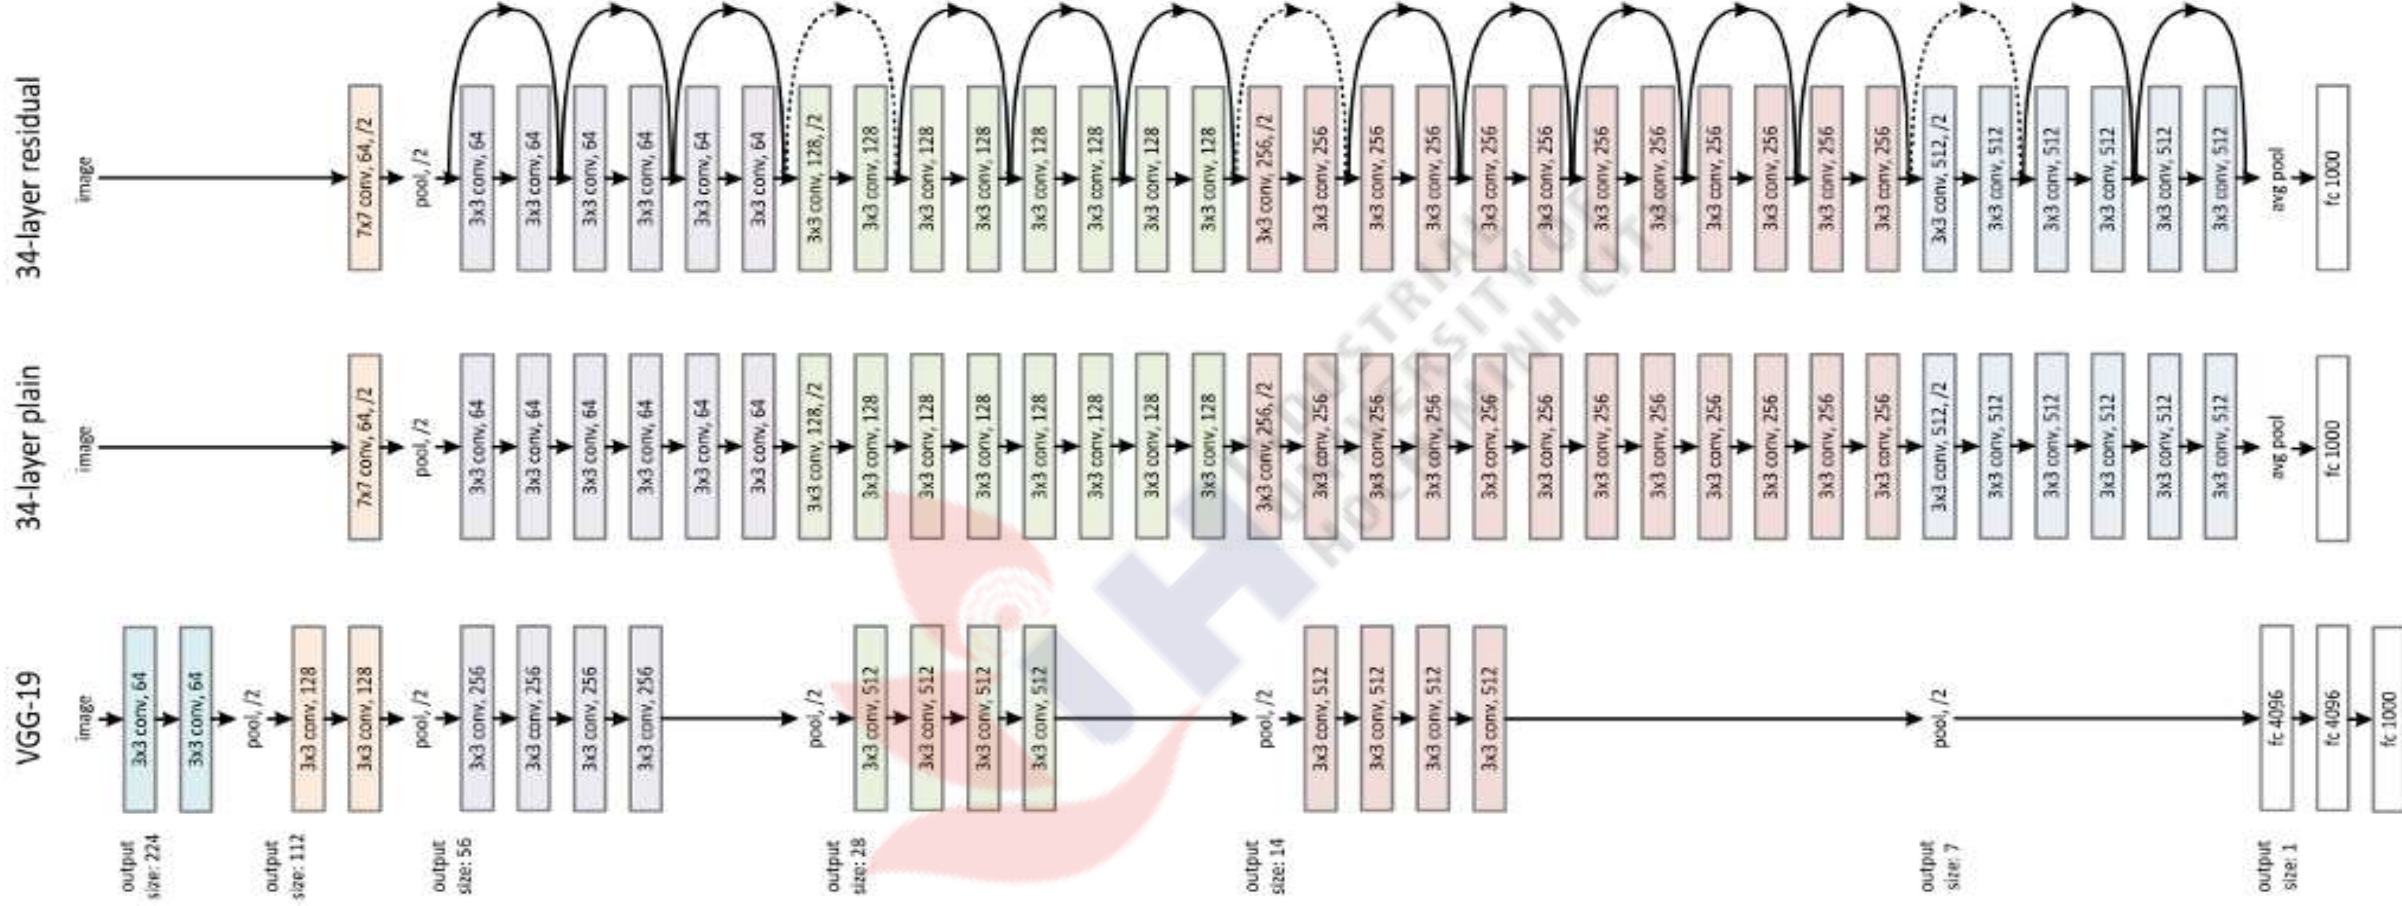 34-layer residual
image
7x7 conv, 64, /2
pool, /2
3x3 conv, 64
3x3 conv, 64
3x3 conv, 64
3x3 conv, 64
3x3 conv, 64
3x3 conv, 64
3x3 conv, 128, /2
3x3 conv, 128
3x3 conv, 128
3x3 conv, 128
3x3 conv, 128
3x3 conv, 128
3x3 conv, 128
3x3 conv, 128
3x3 conv, 256, /2
3x3 conv, 256
3x3 conv, 256
3x3 conv, 256
3x3 conv, 256
3x3 conv, 256
3x3 conv, 256
3x3 conv, 256
3x3 conv, 256
3x3 conv, 256
3x3 conv, 256
3x3 conv, 256
3x3 conv, 512, /2
3x3 conv, 512
3x3 conv, 512
3x3 conv, 512
3x3 conv, 512
3x3 conv, 512
avg pool
fc 1000
34-layer plain
image
7x7 conv, 64, /2
pool, /2
3x3 conv, 64
3x3 conv, 64
3x3 conv, 64
3x3 conv, 64
3x3 conv, 64
3x3 conv, 64
3x3 conv, 128, /2
3x3 conv, 128
3x3 conv, 128
3x3 conv, 128
3x3 conv, 128
3x3 conv, 128
3x3 conv, 128
3x3 conv, 128
3x3 conv, 256, /2
3x3 conv, 256
3x3 conv, 256
3x3 conv, 256
3x3 conv, 256
3x3 conv, 256
3x3 conv, 256
3x3 conv, 256
3x3 conv, 256
3x3 conv, 256
3x3 conv, 256
3x3 conv, 256
3x3 conv, 512, /2
3x3 conv, 512
3x3 conv, 512
3x3 conv, 512
3x3 conv, 512
3x3 conv, 512
avg pool
fc 1000
VGG-19
image
3x3 conv, 64
3x3 conv, 64
pool, /2
3x3 conv, 128
3x3 conv, 128
pool, /2
3x3 conv, 256
3x3 conv, 256
3x3 conv, 256
3x3 conv, 256
pool, /2
3x3 conv, 512
3x3 conv, 512
3x3 conv, 512
3x3 conv, 512
pool, /2
3x3 conv, 512
3x3 conv, 512
3x3 conv, 512
3x3 conv, 512
pool, /2
fc 4096
fc 4096
fc 1000
output
size: 224
output
size: 112
output
size: 56
output
size: 28
output
size: 14
output
size: 7
output
size: 1
IUH
INDUSTRIAL
UNIVERSITY OF
HOCHIMINH CITY